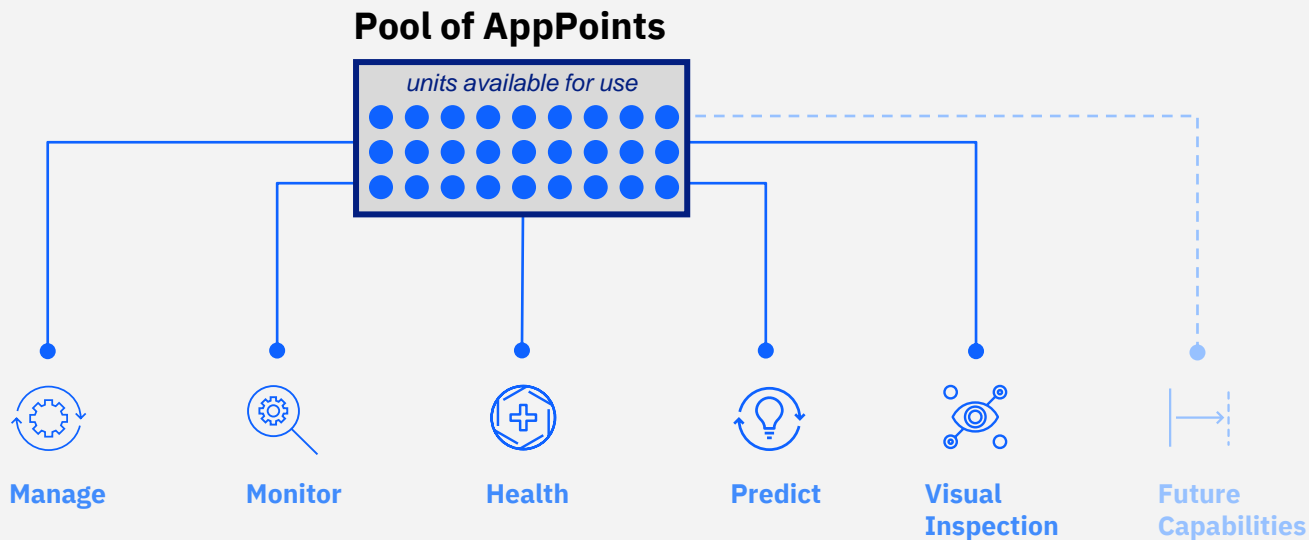 Pool of AppPoints
units available for use
Manage
Monitor
Health
Predict
Visual
Inspection
Future
Capabilities